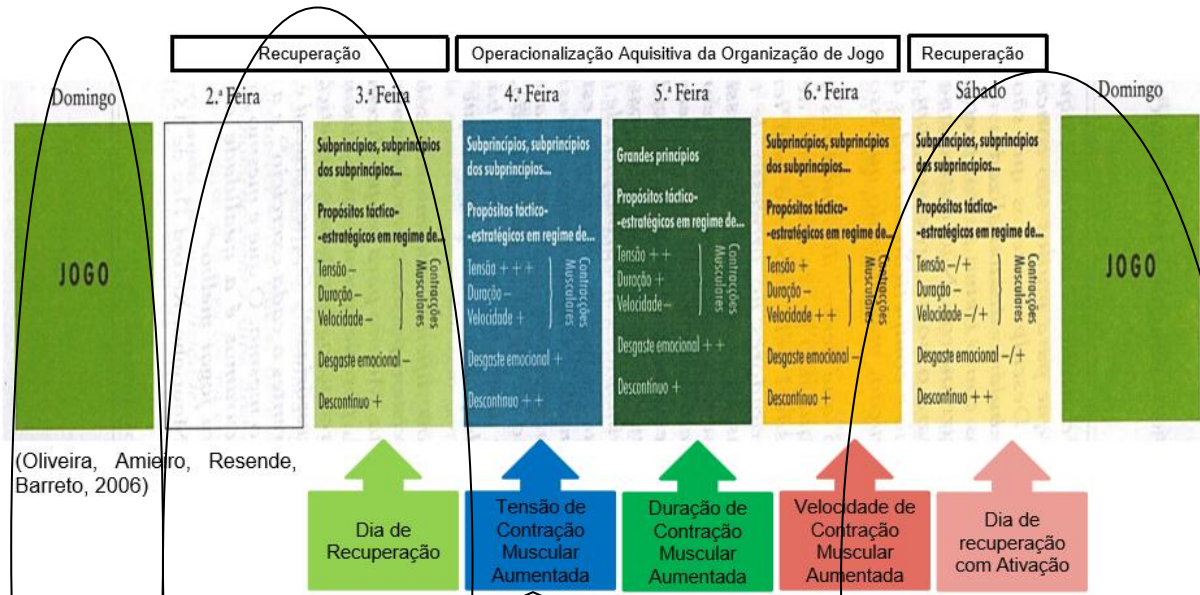 Recuperação
Operacionalização Aquisitiva da Organização de Jogo
Recuperação
Domingo
2.ª Feira
3.ª Feira
4.ª Feira
5.ª Feira
6.ª Feira
Sábado
Domingo
JOGO
Subprincípios, subprincípios
dos subprincípios...
Propósitos táctico-
-estratégicos em regime de...
Tensão –
Duração –
Velocidade –
Contracções
Musculares
Desgaste emocional –
Descontínuo +
Subprincípios, subprincípios
dos subprincípios...
Propósitos táctico-
-estratégicos em regime de...
Tensão + + +
Duração –
Velocidade +
Contracções
Musculares
Desgaste emocional +
Descontínuo + +
Grandes princípios
Propósitos táctico-
-estratégicos em regime de...
Tensão + +
Duração +
Velocidade –
Contracções
Musculares
Desgaste emocional + +
Descontínuo +
Subprincípios, subprincípios
dos subprincípios...
Propósitos táctico-
-estratégicos em regime de...
Tensão +
Duração –
Velocidade + +
Contracções
Musculares
Desgaste emocional –
Descontínuo +
Subprincípios, subprincípios
dos subprincípios...
Propósitos táctico-
-estratégicos em regime de...
Tensão –/+
Duração –
Velocidade –/+
Contracções
Musculares
Desgaste emocional –/+
Descontínuo + +
JOGO
(Oliveira, Amieiro, Resende,
Barreto, 2006)
Dia de
Recuperação
Tensão de
Contração
Muscular
Aumentada
Duração de
Contração
Muscular
Aumentada
Velocidade de
Contração
Muscular
Aumentada
Dia de
recuperação
com Ativação